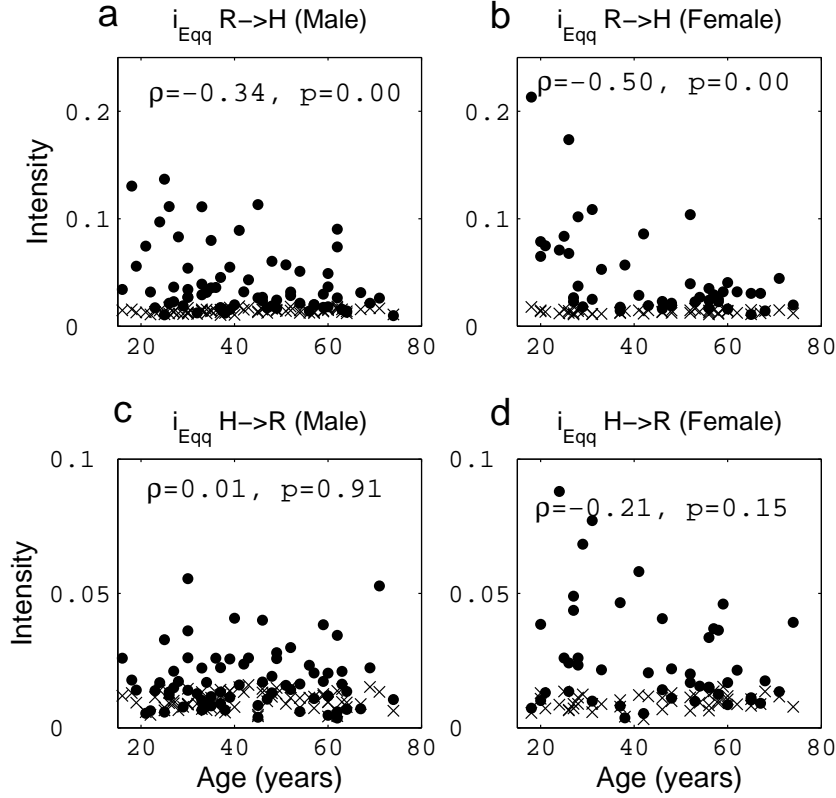 a i_Eqq R->H (Male)
b i_Eqq R->H (Female)
ρ=-0.34, p=0.00
ρ=-0.50, p=0.00
Intensity
0.2
0.1
0
20 40 60 80
0.2
0.1
0
20 40 60 80
c i_Eqq H->R (Male)
d i_Eqq H->R (Female)
ρ=0.01, p=0.91
ρ=-0.21, p=0.15
Intensity
0.1
0.05
0
20 40 60 80
Age (years)
0.1
0.05
0
20 40 60 80
Age (years)